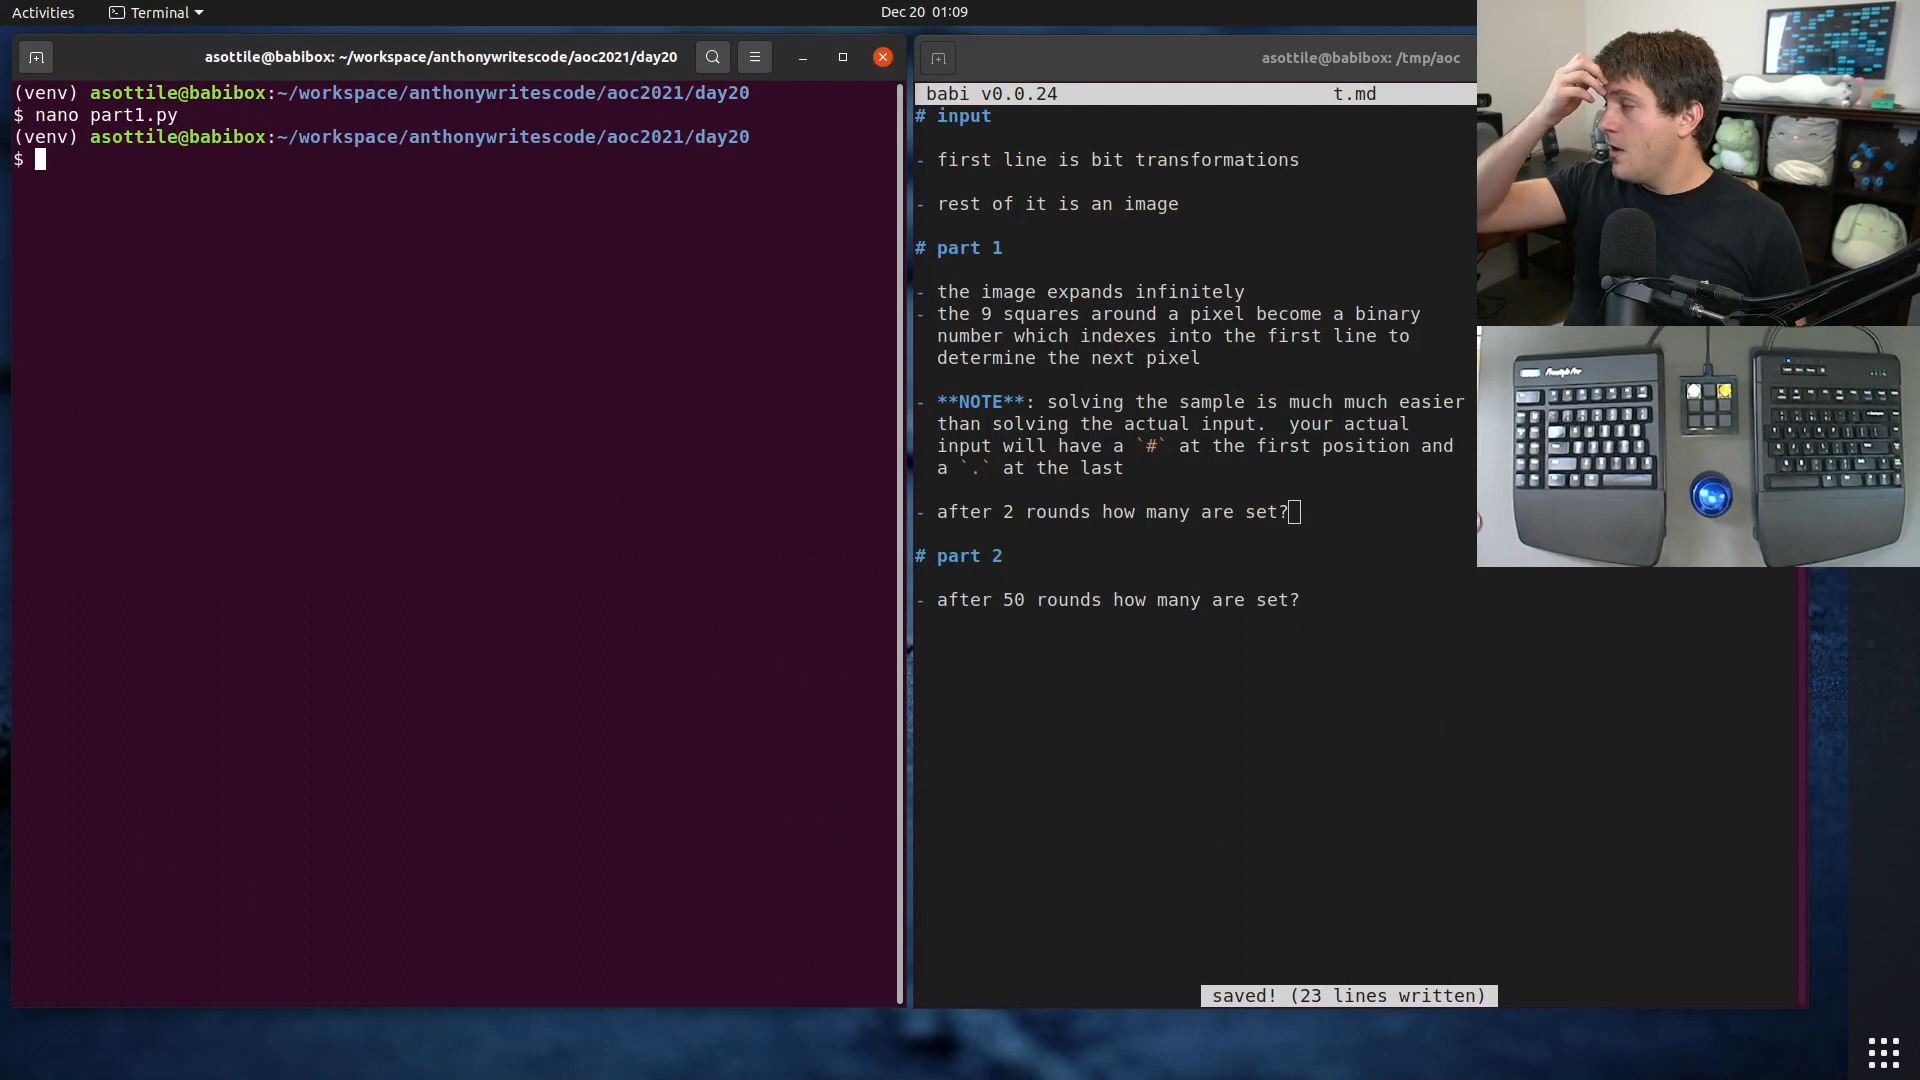 Activities
Terminal
Dec 20 01:09
asottile@babibox: ~/workspace/anthonywritescode/aoc2021/day20
(venv) asottile@babibox:~/workspace/anthonywritescode/aoc2021/day20
$ nano part1.py
(venv) asottile@babibox:~/workspace/anthonywritescode/aoc2021/day20
$
asottile@babibox: /tmp/aoc
babi v0.0.24
t.md
# input
- first line is bit transformations
- rest of it is an image
# part 1
- the image expands infinitely
- the 9 squares around a pixel become a binary
number which indexes into the first line to
determine the next pixel
- **NOTE**: solving the sample is much much easier
than solving the actual input.  your actual
input will have a `#` at the first position and
a `.` at the last
- after 2 rounds how many are set?
# part 2
- after 50 rounds how many are set?
saved! (23 lines written)